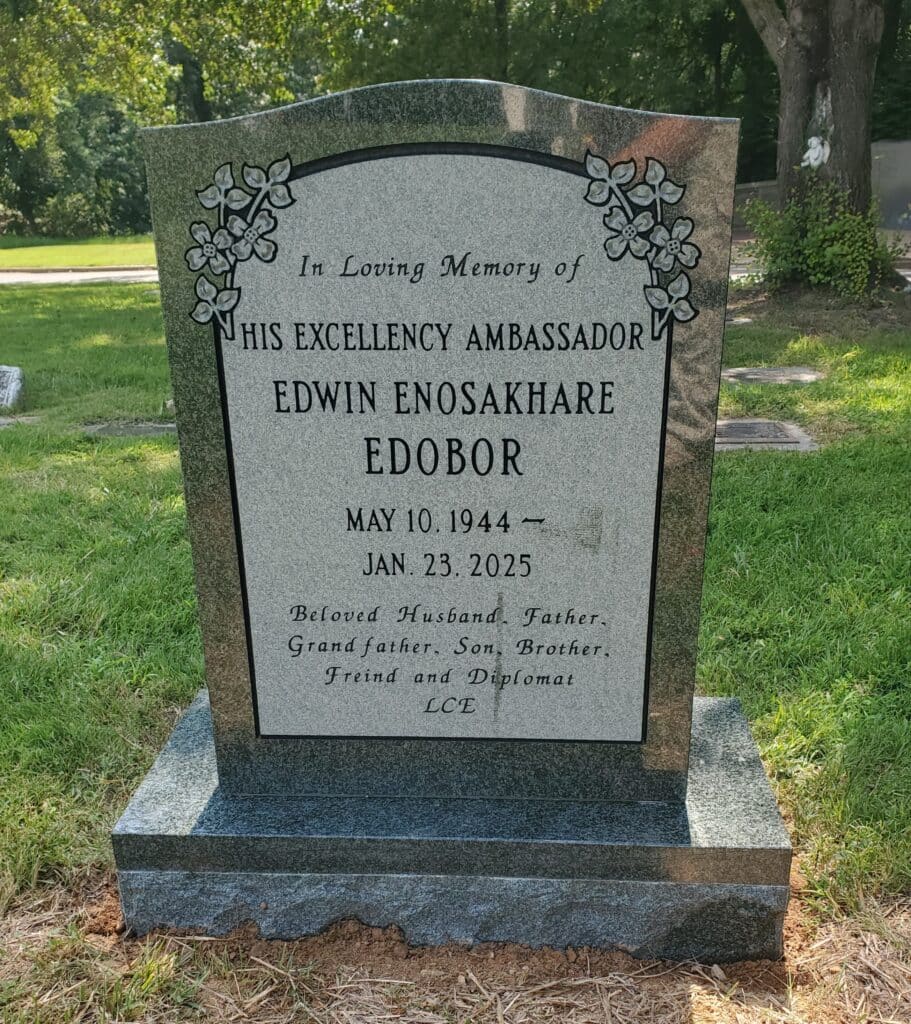 In Loving Memory of
HIS EXCELLENCY AMBASSADOR
EDWIN ENOSAKHARE
EDOBOR
MAY 10, 1944 –
JAN. 23, 2025
Beloved Husband, Father,
Grandfather, Son, Brother,
Freind and Diplomat
LCE